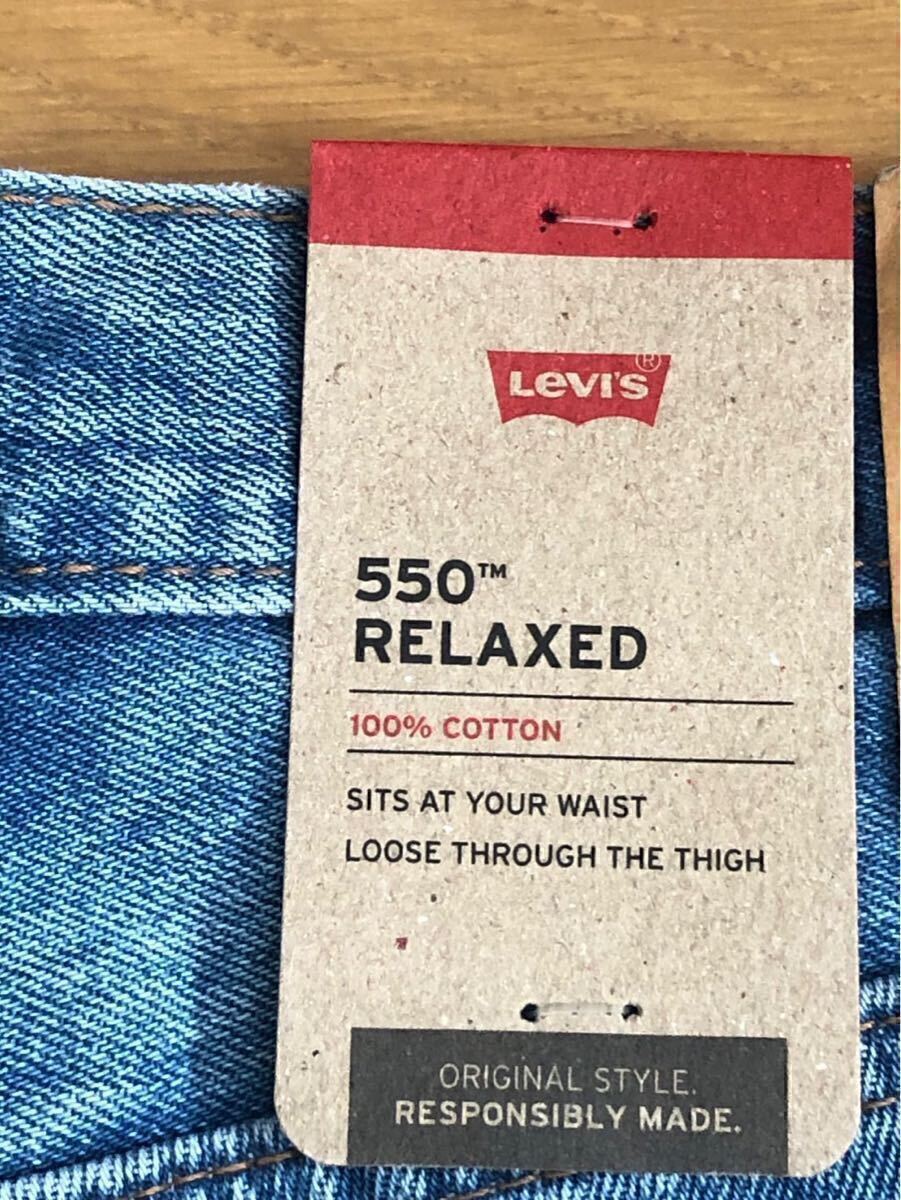 Levi's®
550™
RELAXED
100% COTTON
SITS AT YOUR WAIST
LOOSE THROUGH THE THIGH
ORIGINAL STYLE.
RESPONSIBLY MADE.